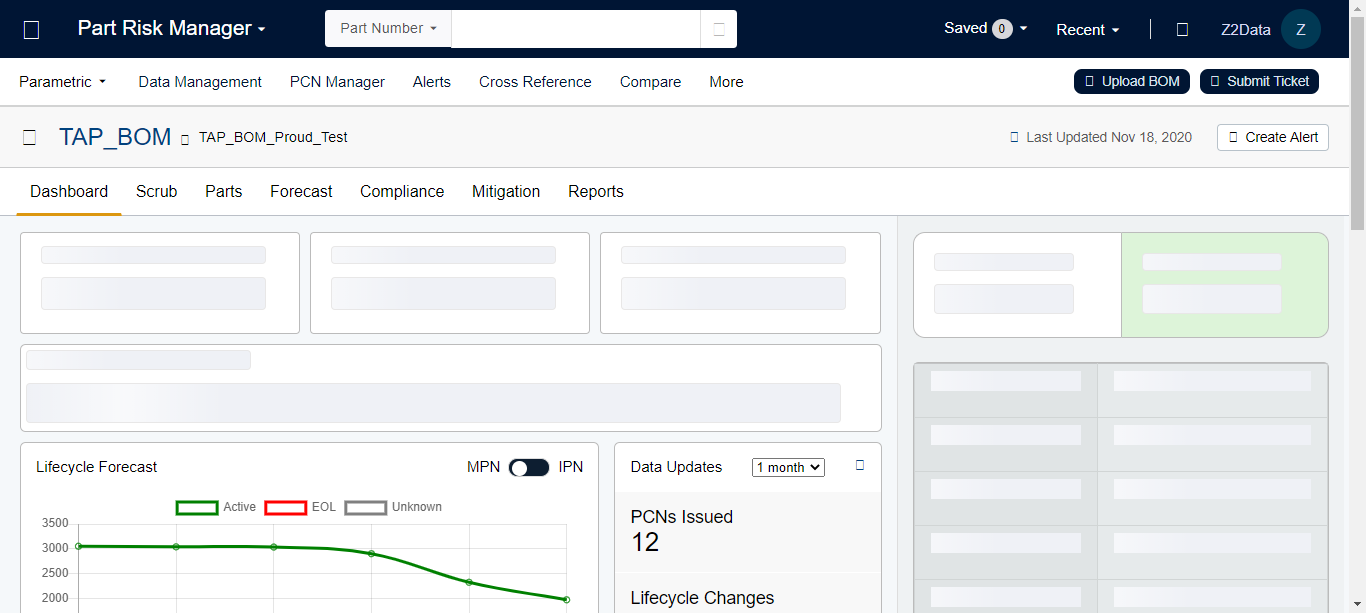 Part Risk Manager
Part Number
Saved 0
Recent
Z2Data
Z
Parametric
Data Management
PCN Manager
Alerts
Cross Reference
Compare
More
Upload BOM
Submit Ticket
TAP_BOM
TAP_BOM_Proud_Test
Last Updated Nov 18, 2020
Create Alert
Dashboard
Scrub
Parts
Forecast
Compliance
Mitigation
Reports
Lifecycle Forecast
MPN
IPN
Active
EOL
Unknown
3500
3000
2500
2000
Data Updates
1 month
PCNs Issued
12
Lifecycle Changes